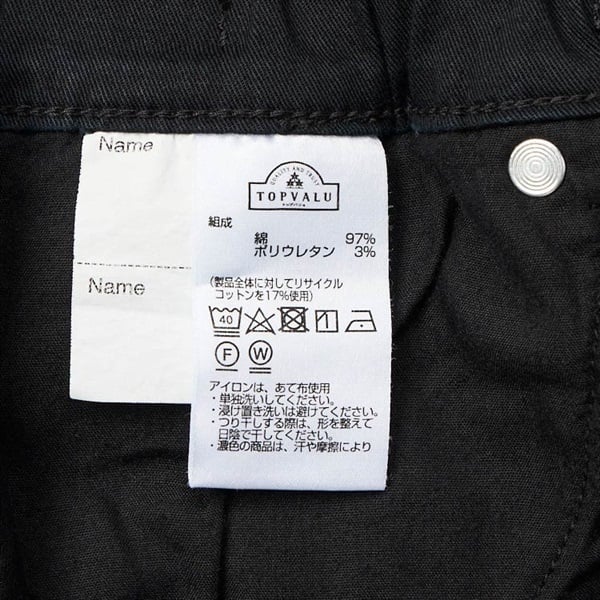 Name
Name
QUALITY AND TRUST
TOPVALU
トップバリュ
組成
綿 97%
ポリウレタン 3%
(製品全体に対してリサイクル
コットンを17%使用)
40
F W
アイロンは、あて布使用
・単独洗いしてください。
・浸け置き洗いは避けてください。
・つり干しする際は、形を整えて
日陰で干してください。
・濃色の商品は、汗や摩擦により